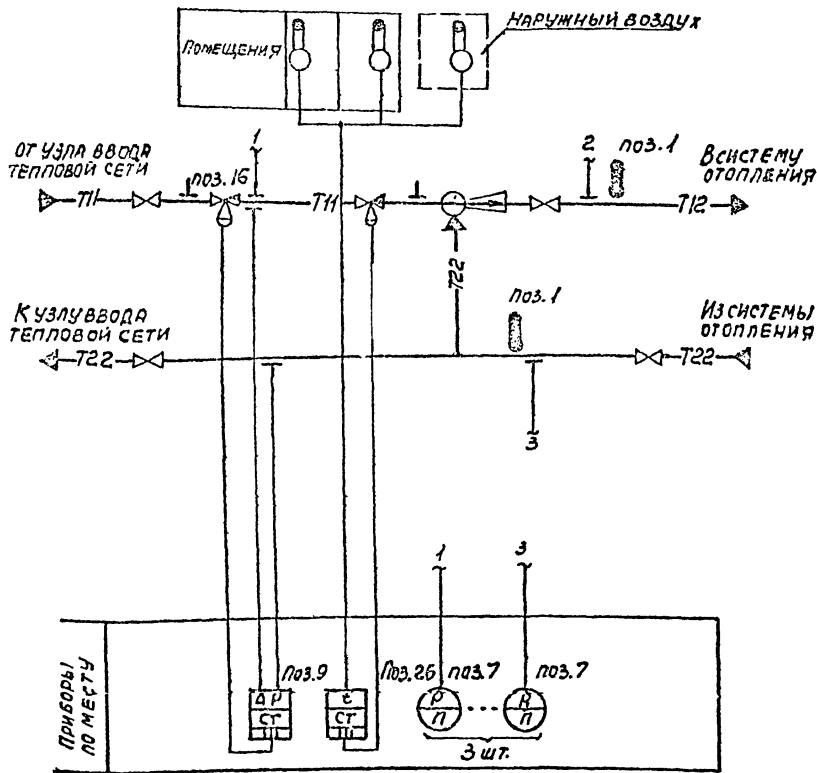 ПОМЕЩЕНИЯ
НАРУЖНЫЙ ВОЗДУХ
ОТ УЗЛА ВВОДА
ТЕПЛОВОЙ СЕТИ
Т11
поз.16
1
Т11
2
поз.1
В СИСТЕМУ
ОТОПЛЕНИЯ
Т12
Т22
К УЗЛУ ВВОДА
ТЕПЛОВОЙ СЕТИ
Т22
поз.1
ИЗ СИСТЕМЫ
ОТОПЛЕНИЯ
Т22
3
1
3
ПРИБОРЫ
ПО МЕСТУ
ΔР
СТ
Поз.9
t
СТ
Поз.26
поз.7
Р
П
поз.7
П
3 шт.